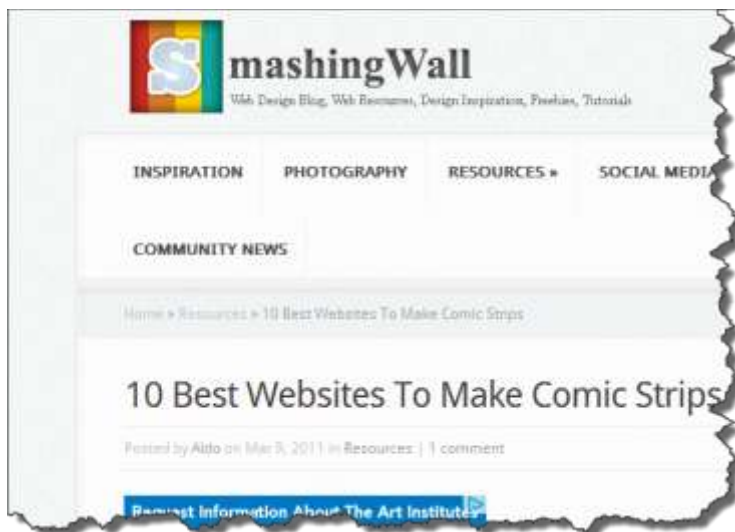 SmashingWall
Web Design Blog, Web Resources, Design Inspiration, Freebies, Tutorials
INSPIRATION PHOTOGRAPHY RESOURCES » SOCIAL MEDIA
COMMUNITY NEWS
Home » Resources » 10 Best Websites To Make Comic Strips
10 Best Websites To Make Comic Strips
Posted by Aldo on Mar 9, 2011 in Resources | 1 comment
Request Information About The Art Institutes